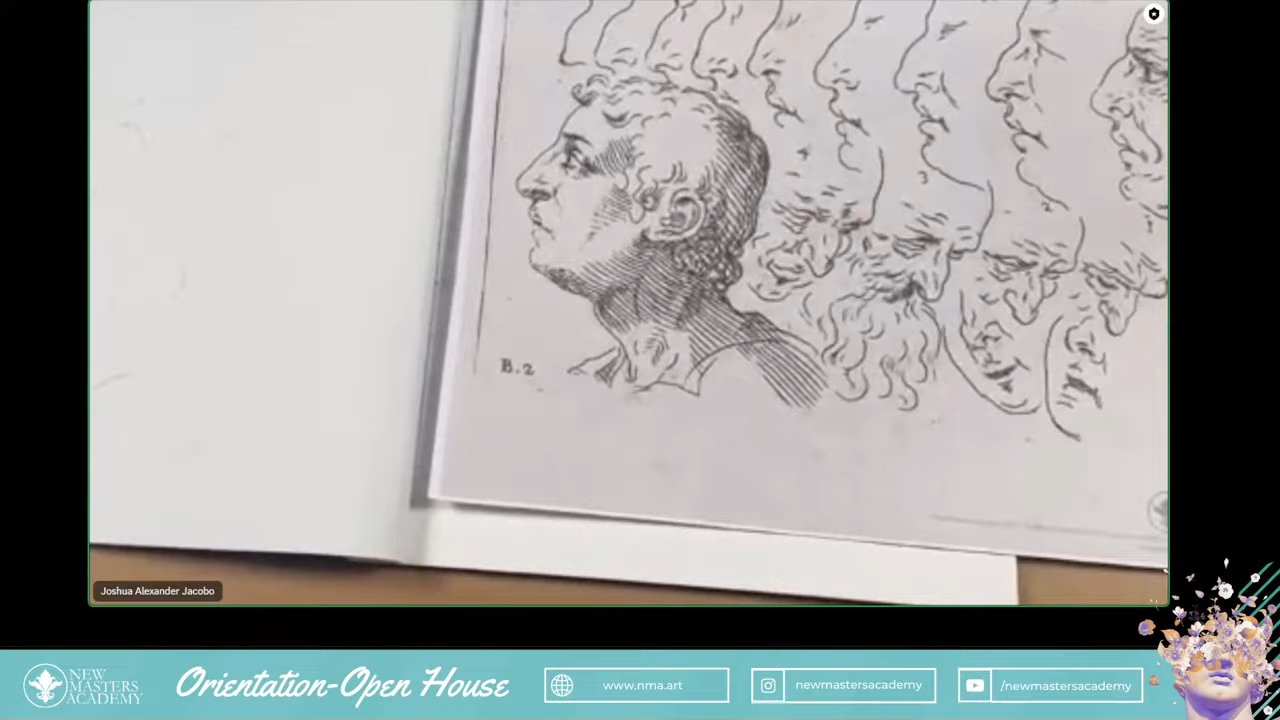 B.2
Joshua Alexander Jacobo
NEW
MASTERS
ACADEMY
Orientation-Open House
www.nma.art
newmastersacademy
/newmastersacademy